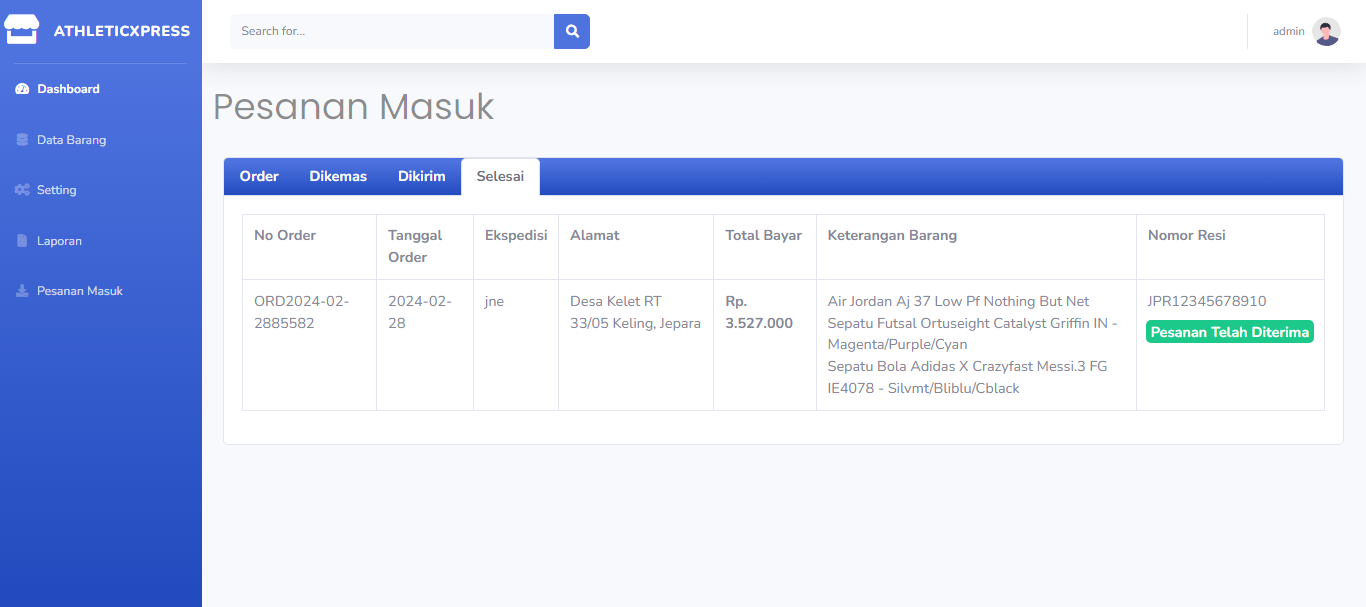 ATHLETICXPRESS
Search for...
admin
Dashboard
Data Barang
Setting
Laporan
Pesanan Masuk
Pesanan Masuk
Order
Dikemas
Dikirim
Selesai
No Order
Tanggal
Order
Ekspedisi
Alamat
Total Bayar
Keterangan Barang
Nomor Resi
ORD2024-02-
2885582
2024-02-
28
jne
Desa Kelet RT
33/05 Keling, Jepara
Rp.
3.527.000
Air Jordan Aj 37 Low Pf Nothing But Net
Sepatu Futsal Ortuseight Catalyst Griffin IN -
Magenta/Purple/Cyan
Sepatu Bola Adidas X Crazyfast Messi.3 FG
IE4078 - Silvmt/Bliblu/Cblack
JPR12345678910
Pesanan Telah Diterima